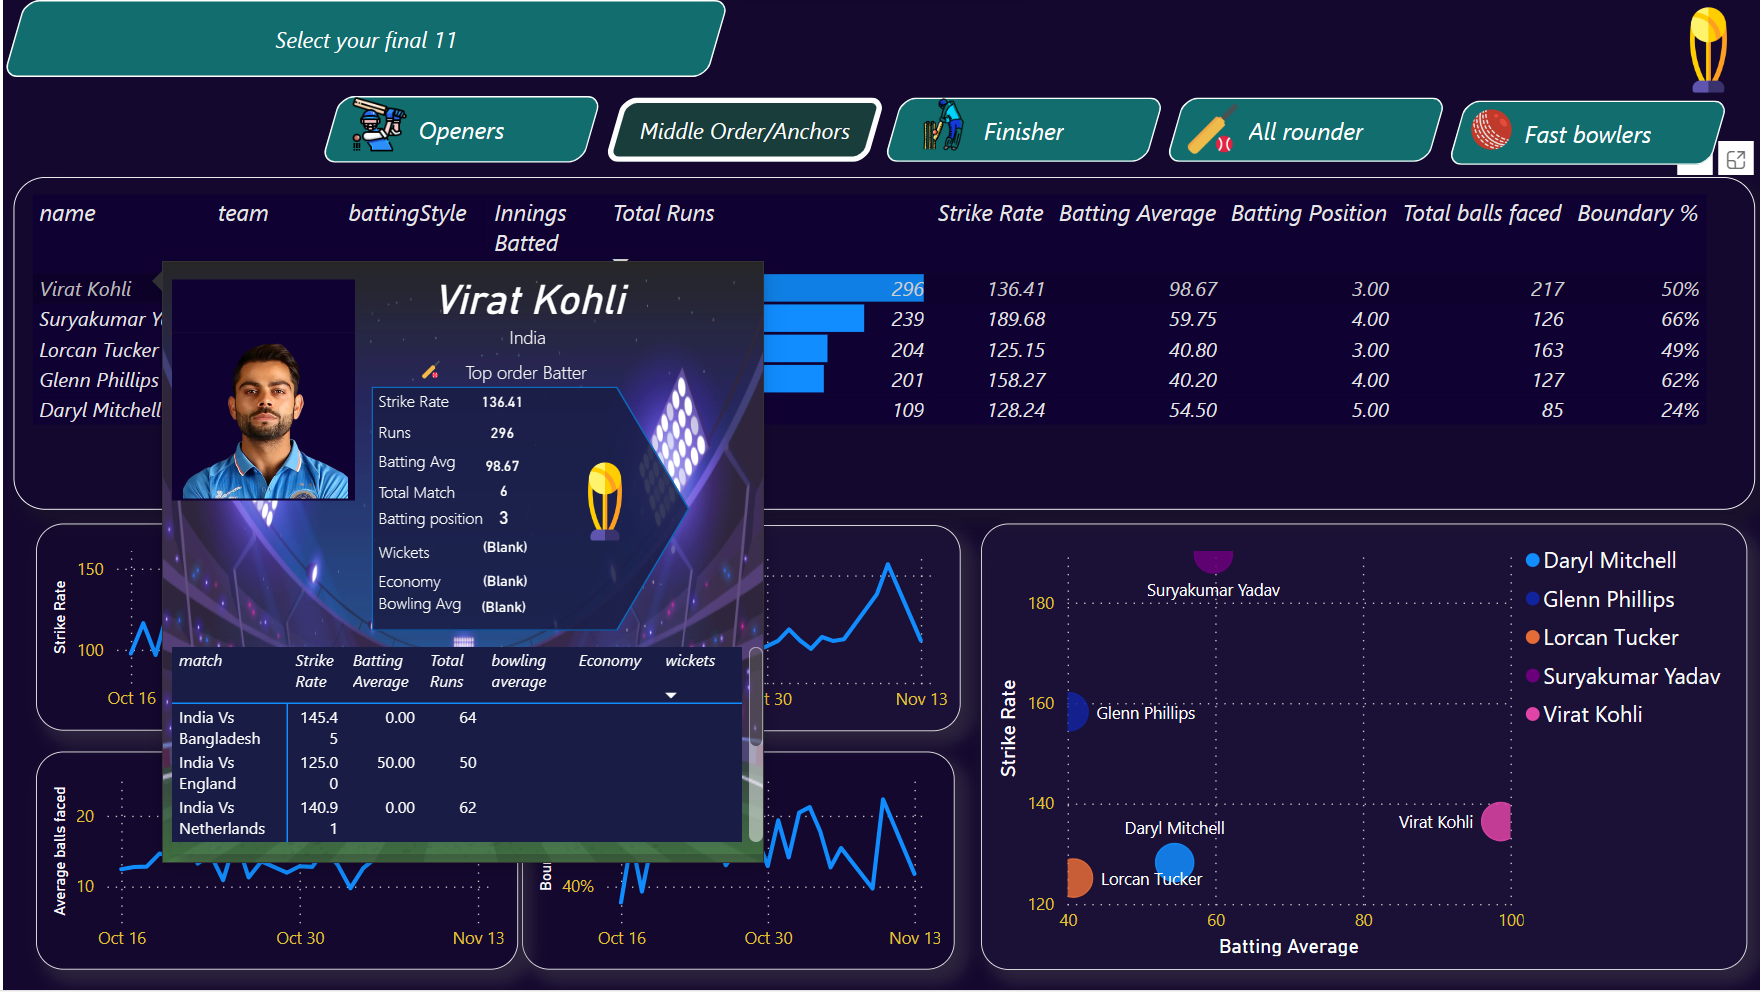 Select your final 11
Openers
Middle Order/Anchors
Finisher
All rounder
Fast bowlers
name team battingStyle Innings Batted Total Runs Strike Rate Batting Average Batting Position Total balls faced Boundary %
Virat Kohli 296 136.41 98.67 3.00 217 50%
Suryakumar 239 189.68 59.75 4.00 126 66%
Lorcan Tucker 204 125.15 40.80 3.00 163 49%
Glenn Phillips 201 158.27 40.20 4.00 127 62%
Daryl Mitchell 109 128.24 54.50 5.00 85 24%
Virat Kohli
India
Top order Batter
Strike Rate 136.41
Runs 296
Batting Avg 98.67
Total Match 6
Batting position 3
Wickets (Blank)
Economy (Blank)
Bowling Avg (Blank)
match Strike Rate Batting Average Total Runs bowling average Economy wickets
India Vs Bangladesh 145.45 0.00 64
India Vs England 125.00 50.00 50
India Vs Netherlands 140.91 0.00 62
Strike Rate
150
100
Oct 16
30
Nov 13
Average balls faced
20
10
Oct 16
Oct 30
Nov 13
40%
Oct 16
Oct 30
Nov 13
Strike Rate
180
160
140
120
40
60
80
100
Batting Average
Suryakumar Yadav
Glenn Phillips
Virat Kohli
Daryl Mitchell
Lorcan Tucker
Daryl Mitchell
Glenn Phillips
Lorcan Tucker
Suryakumar Yadav
Virat Kohli